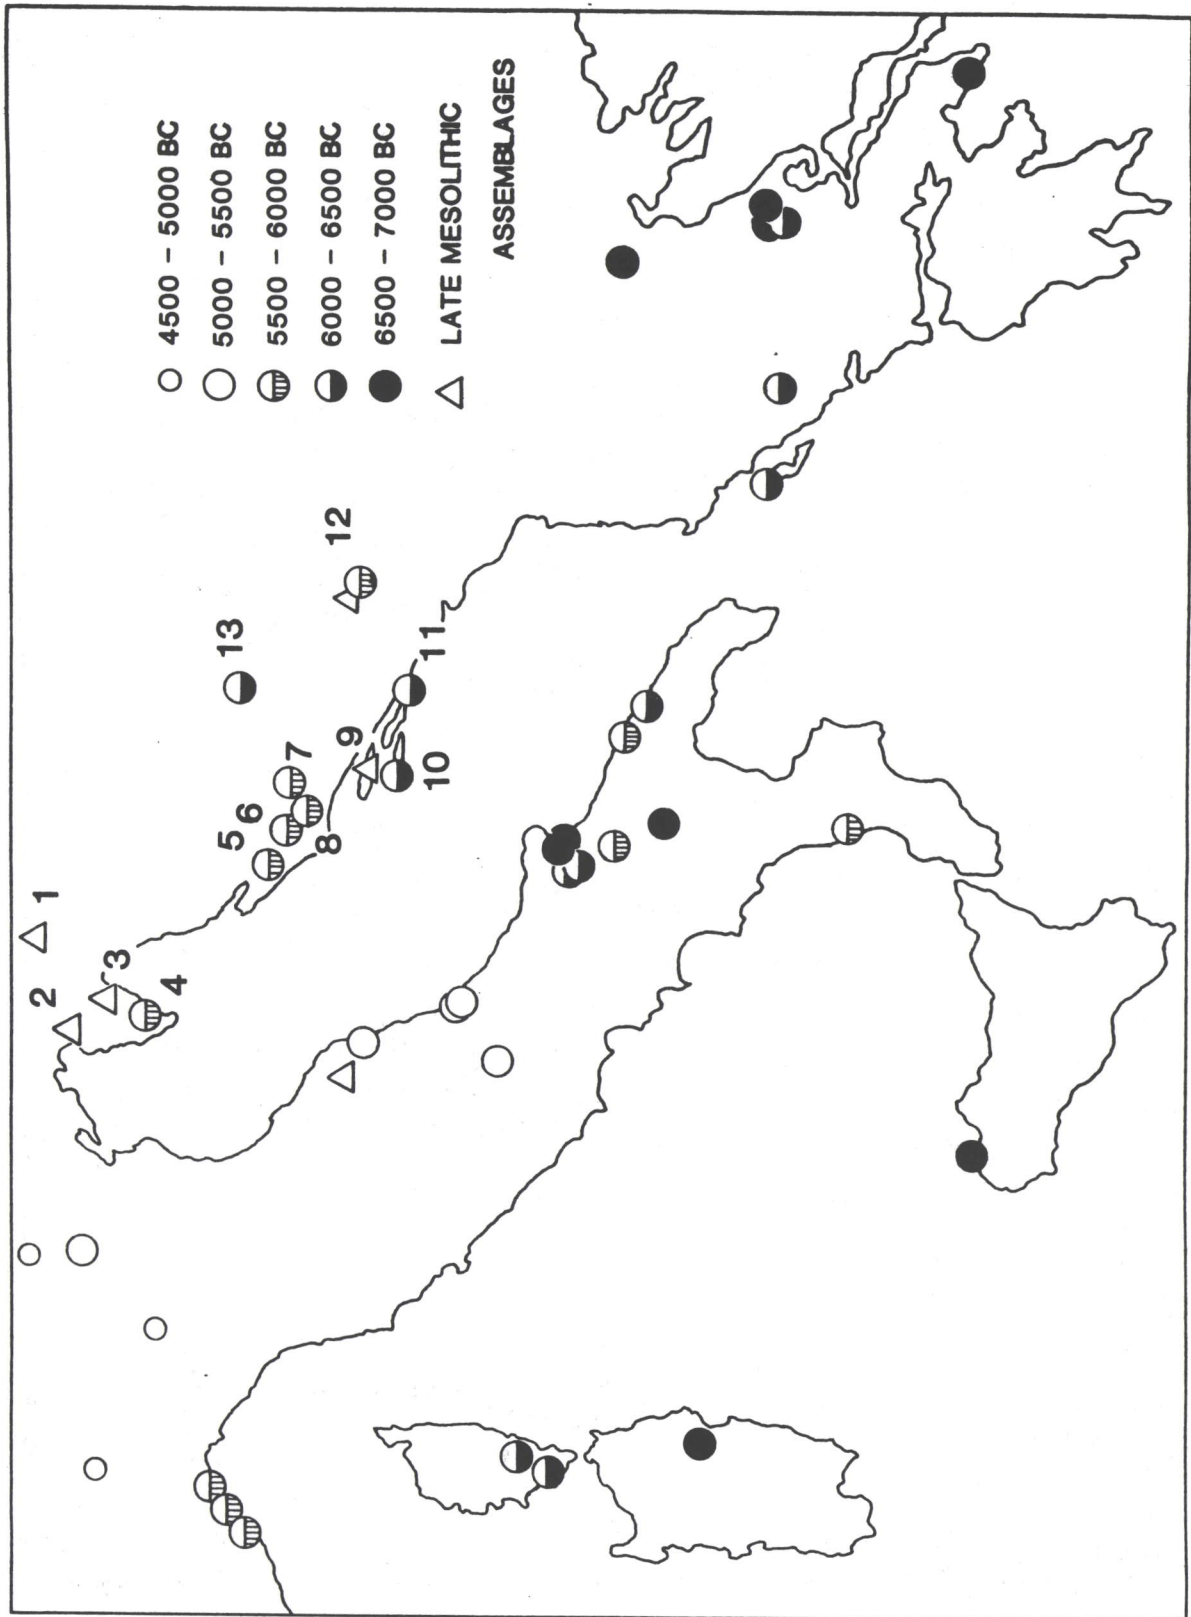 4500 – 5000 BC
5000 – 5500 BC
5500 – 6000 BC
6000 – 6500 BC
6500 – 7000 BC
LATE MESOLITHIC
ASSEMBLAGES
1
2
3
4
5
6
7
8
9
10
11
12
13